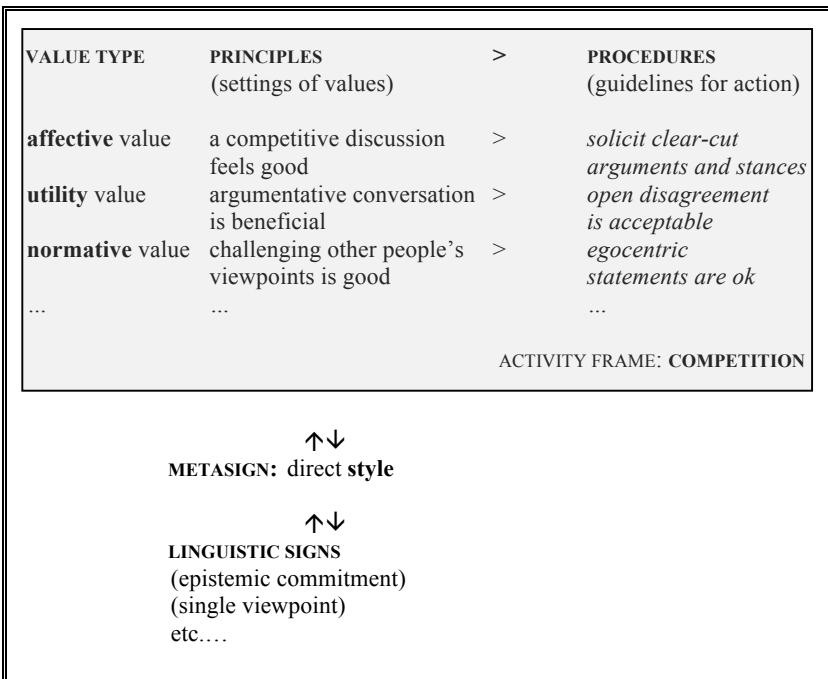 VALUE TYPE PRINCIPLES > PROCEDURES
(settings of values) (guidelines for action)
affective value a competitive discussion > solicit clear-cut
feels good arguments and stances
utility value argumentative conversation > open disagreement
is beneficial is acceptable
normative value challenging other people's > egocentric
viewpoints is good statements are ok
... ... ...
ACTIVITY FRAME: COMPETITION
↑↓
METASIGN: direct style
↑↓
LINGUISTIC SIGNS
(epistemic commitment)
(single viewpoint)
etc.…